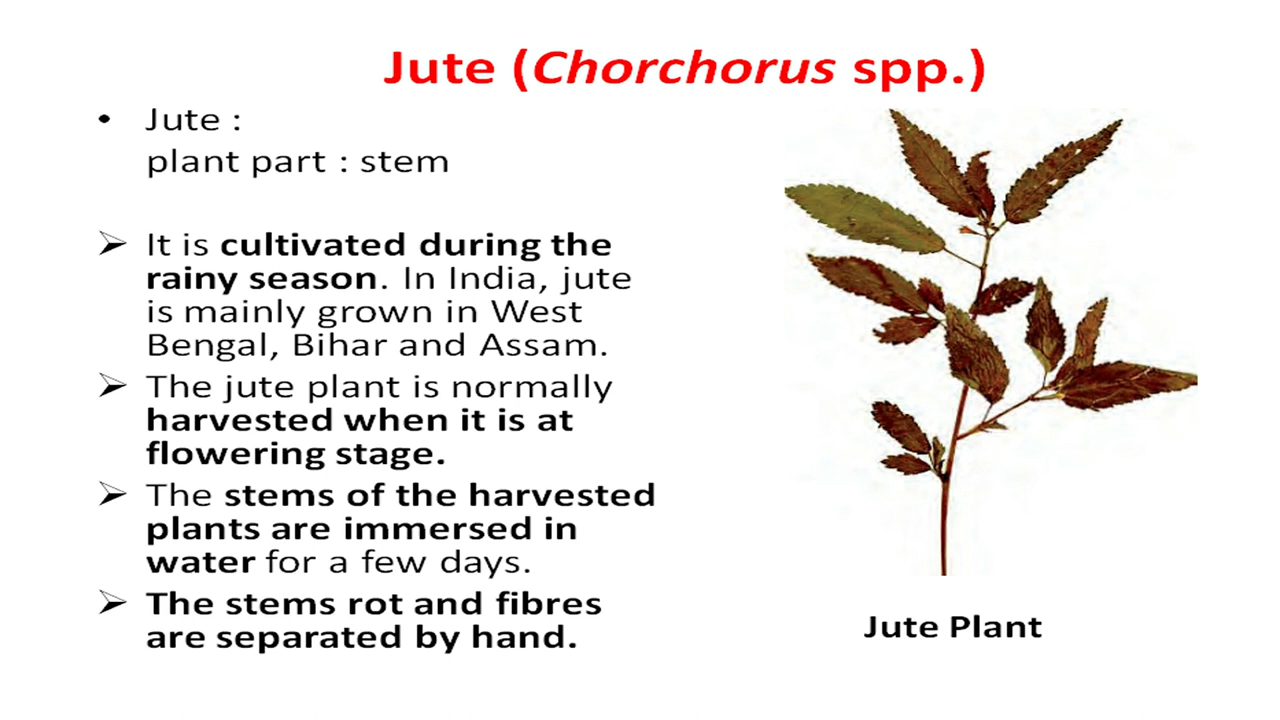 Jute (Chorchorus spp.)
• Jute :
plant part : stem
➢ It is cultivated during the
rainy season. In India, jute
is mainly grown in West
Bengal, Bihar and Assam.
➢ The jute plant is normally
harvested when it is at
flowering stage.
➢ The stems of the harvested
plants are immersed in
water for a few days.
➢ The stems rot and fibres
are separated by hand.
Jute Plant